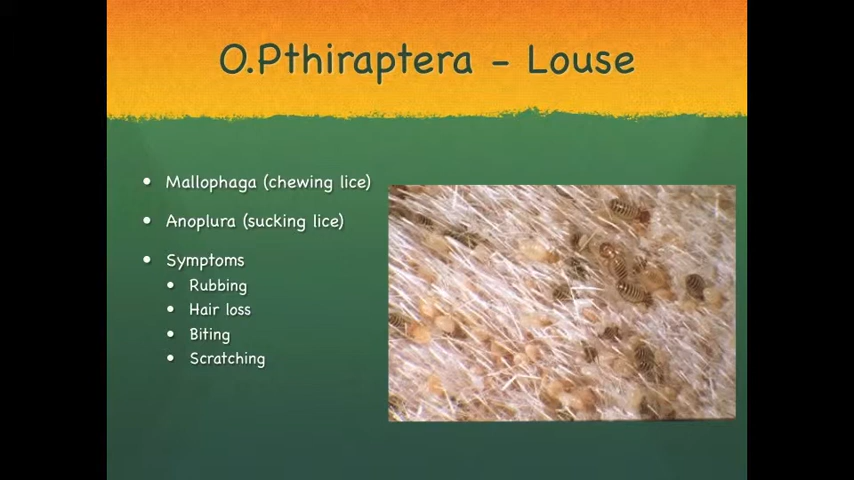 O.Pthiraptera - Louse
Mallophaga (chewing lice)
Anoplura (sucking lice)
Symptoms
Rubbing
Hair loss
Biting
Scratching